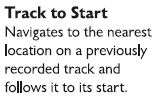 Track to Start
Navigates to the nearest
location on a previously
recorded track and
follows it to its start.